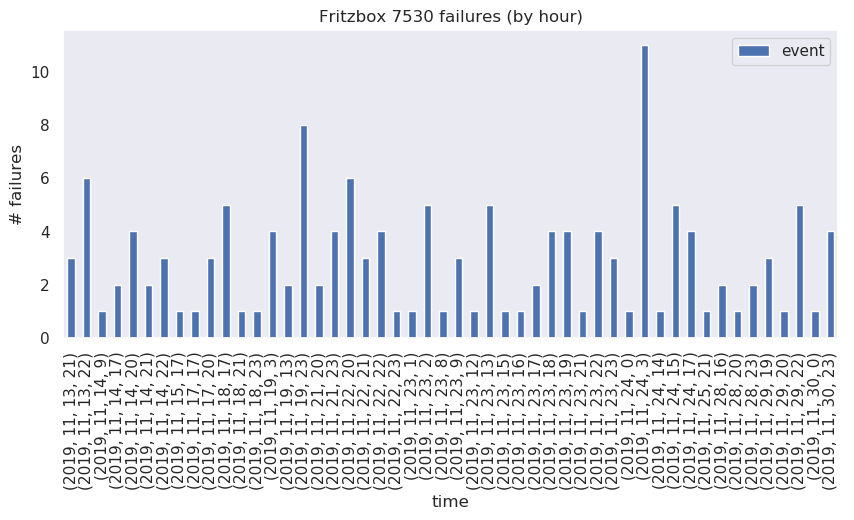 Fritzbox 7530 failures (by hour)
event
# failures
10
8
6
4
2
0
(2019, 11, 13, 21)
(2019, 11, 13, 22)
(2019, 11, 14, 9)
(2019, 11, 14, 17)
(2019, 11, 14, 20)
(2019, 11, 14, 21)
(2019, 11, 14, 22)
(2019, 11, 15, 17)
(2019, 11, 17, 17)
(2019, 11, 17, 20)
(2019, 11, 18, 17)
(2019, 11, 18, 21)
(2019, 11, 18, 23)
(2019, 11, 19, 3)
(2019, 11, 19, 13)
(2019, 11, 19, 23)
(2019, 11, 21, 20)
(2019, 11, 21, 23)
(2019, 11, 22, 20)
(2019, 11, 22, 21)
(2019, 11, 22, 22)
(2019, 11, 22, 23)
(2019, 11, 23, 1)
(2019, 11, 23, 2)
(2019, 11, 23, 8)
(2019, 11, 23, 9)
(2019, 11, 23, 12)
(2019, 11, 23, 13)
(2019, 11, 23, 15)
(2019, 11, 23, 16)
(2019, 11, 23, 17)
(2019, 11, 23, 18)
(2019, 11, 23, 19)
(2019, 11, 23, 21)
(2019, 11, 23, 22)
(2019, 11, 23, 23)
(2019, 11, 24, 0)
(2019, 11, 24, 3)
(2019, 11, 24, 14)
(2019, 11, 24, 15)
(2019, 11, 24, 17)
(2019, 11, 25, 21)
(2019, 11, 28, 16)
(2019, 11, 28, 20)
(2019, 11, 28, 23)
(2019, 11, 29, 19)
(2019, 11, 29, 20)
(2019, 11, 29, 22)
(2019, 11, 30, 0)
(2019, 11, 30, 23)
time